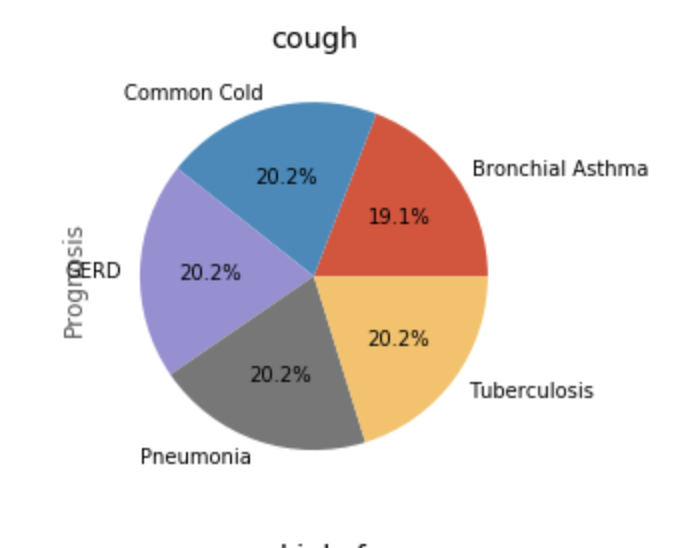 cough
Common Cold
Bronchial Asthma
20.2%
19.1%
GERD
20.2%
Prognosis
20.2%
20.2%
Tuberculosis
Pneumonia